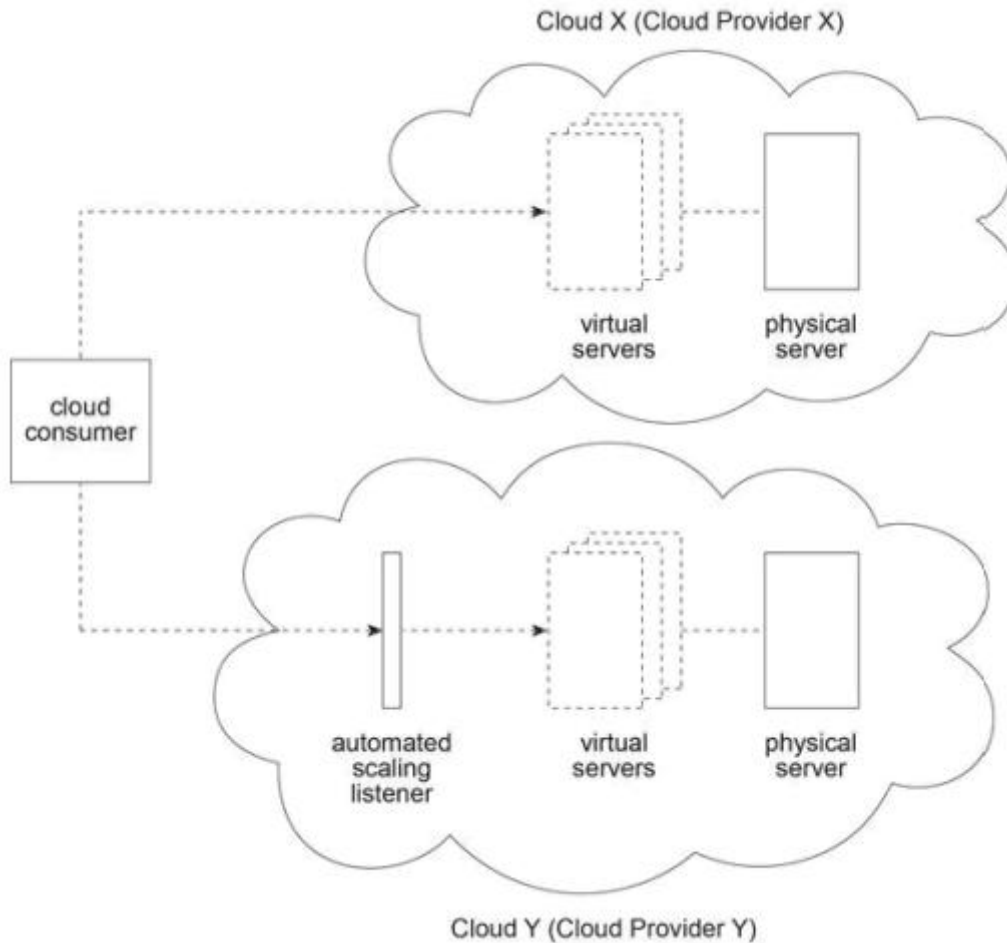 Cloud X (Cloud Provider X)
virtual
servers
physical
server
cloud
consumer
automated
scaling
listener
virtual
servers
physical
server
Cloud Y (Cloud Provider Y)